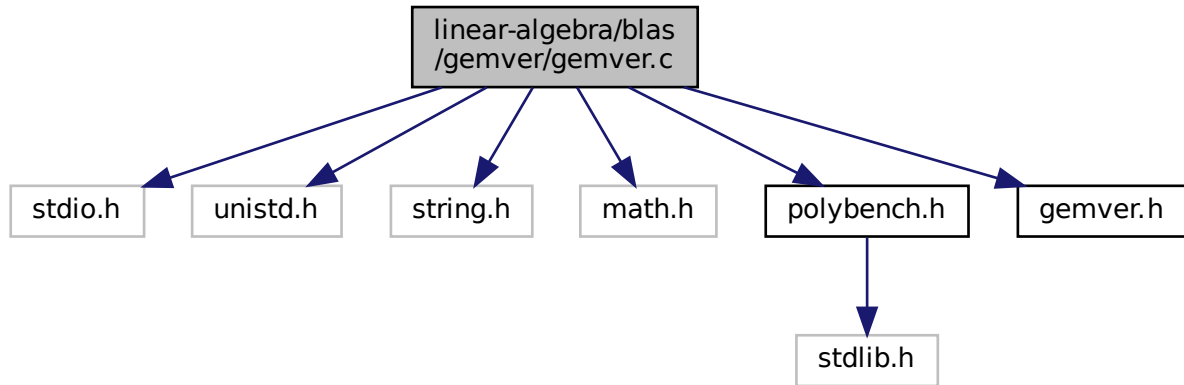 linear-algebra/blas
/gemver/gemver.c
stdio.h
unistd.h
string.h
math.h
polybench.h
gemver.h
stdlib.h